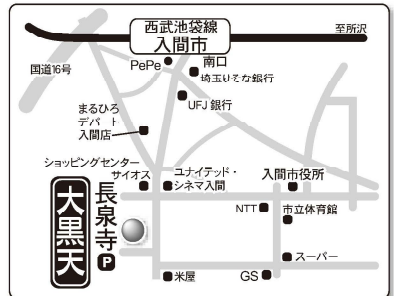 西武池袋線
入間市
至所沢
国道16号
PePe
南口
埼玉りそな銀行
UFJ 銀行
まるひろ
デパート
入間店
ショッピングセンター
サイオス
ユナイテッド・
シネマ入間
入間市役所
大黒天
長泉寺
P
NTT
市立体育館
スーパー
米屋
GS